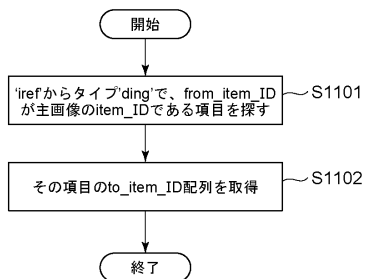 開始
‘iref’からタイプ’ding’で、from_item_ID
が主画像のitem_IDである項目を探す
S1101
その項目のto_item_ID配列を取得
S1102
終了